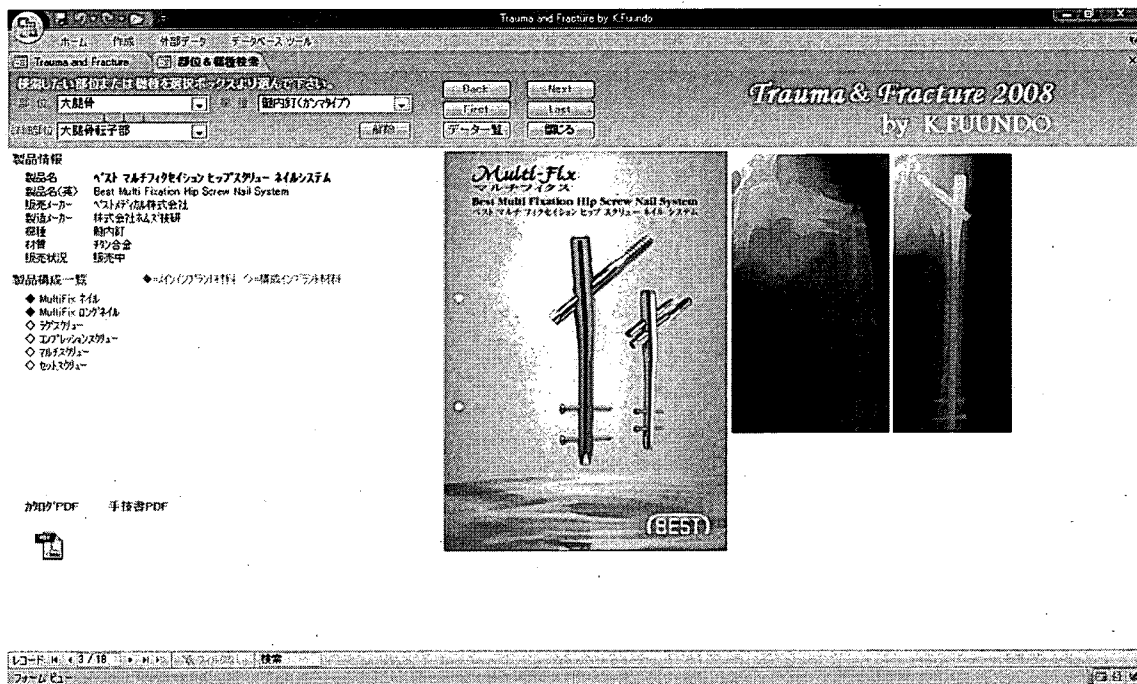 Trauma and Fracture by K.Fuundo
ホーム 作成 外部データ データベース ツール
Trauma and Fracture 部位&機種検索
検索したい部位または機種を選択ボックスより選んで下さい。
部位 大腿骨 機種 髄内釘(ガンマタイプ)
大腿骨転子部 解除
Back Next
First Last
データ一覧 閉じる
Trauma & Fracture 2008
by K.FUUNDO
製品情報
製品名 ベスト マルチフィクセイション ヒップスクリュー ネイルシステム
製品名(英) Best Multi Fixation Hip Screw Nail System
販売メーカー ベストメディカル株式会社
製造メーカー 株式会社ホムズ技研
機種 髄内釘
材質 チタン合金
販売状況 販売中
製品構成一覧 ◆=メインインプラント材料 ◇=構成インプラント材料
◆ MultiFix ネイル
◆ MultiFix ロングネイル
◇ ラグスクリュー
◇ コンプレッションスクリュー
◇ マルチスクリュー
◇ セットスクリュー
カタログPDF 手技書PDF
Multi-Fix
マルチフィクス
Best Multi Fixation Hip Screw Nail System
ベスト マルチ フィクセイション ヒップ スクリュー ネイル システム
BEST
レコード 3 / 18 検索
フォーム ビュー